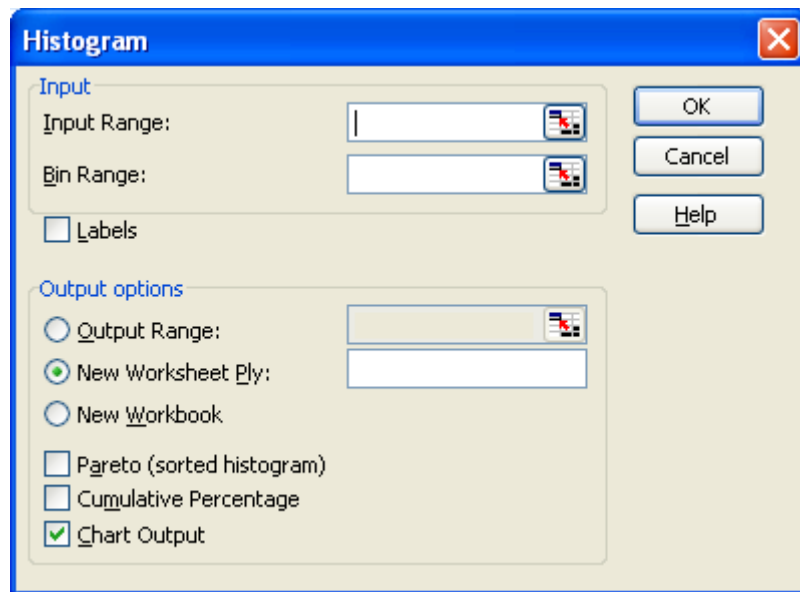 Histogram
Input
Input Range:
Bin Range:
Labels
OK
Cancel
Help
Output options
Output Range:
New Worksheet Ply:
New Workbook
Pareto (sorted histogram)
Cumulative Percentage
Chart Output